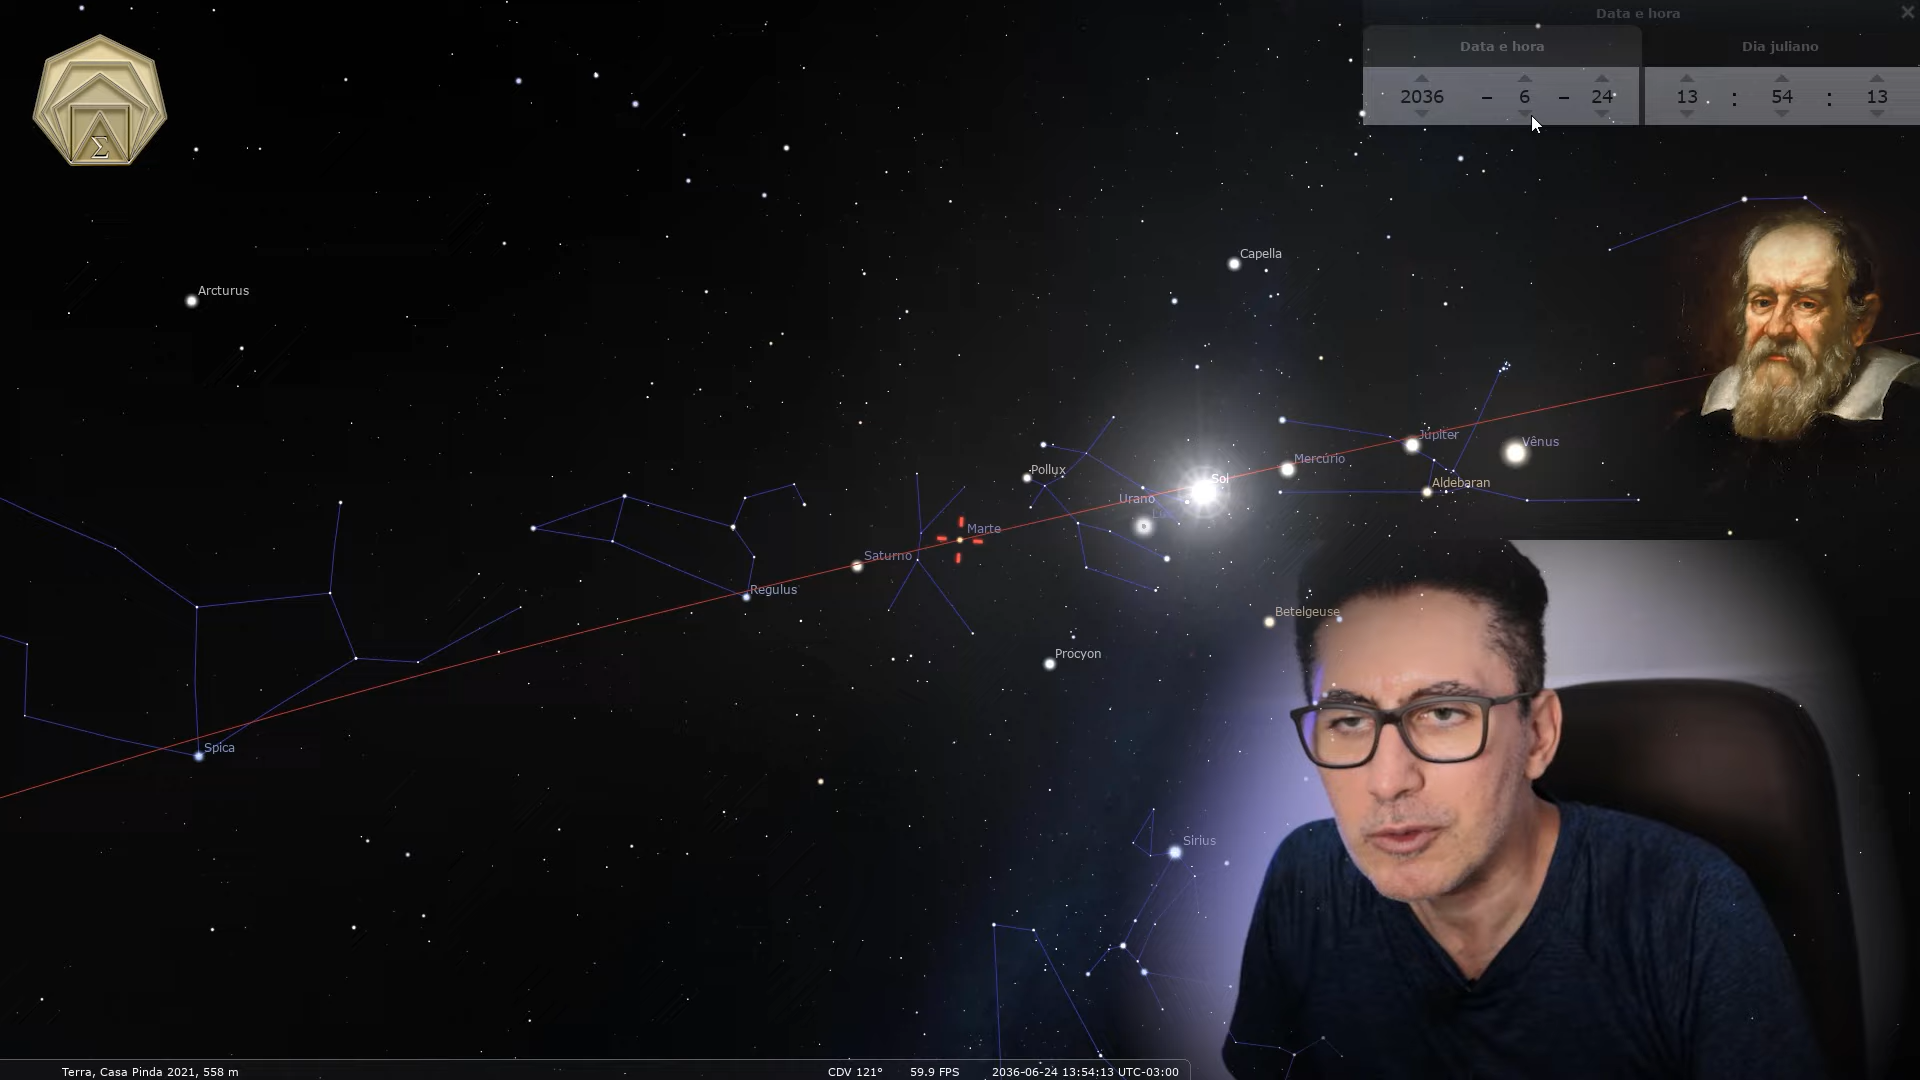 Data e hora
Data e hora
Dia juliano
2036 - 6 - 24
13 : 54 : 13
Σ
Capella
Arcturus
Júpiter
Vênus
Mercúrio
Pollux
Sol
Aldebaran
Urano
Lua
Marte
Saturno
Regulus
Betelgeuse
Procyon
Spica
Sirius
Terra, Casa Pinda 2021, 558 m
CDV 121°
59.9 FPS
2036-06-24 13:54:13 UTC-03:00